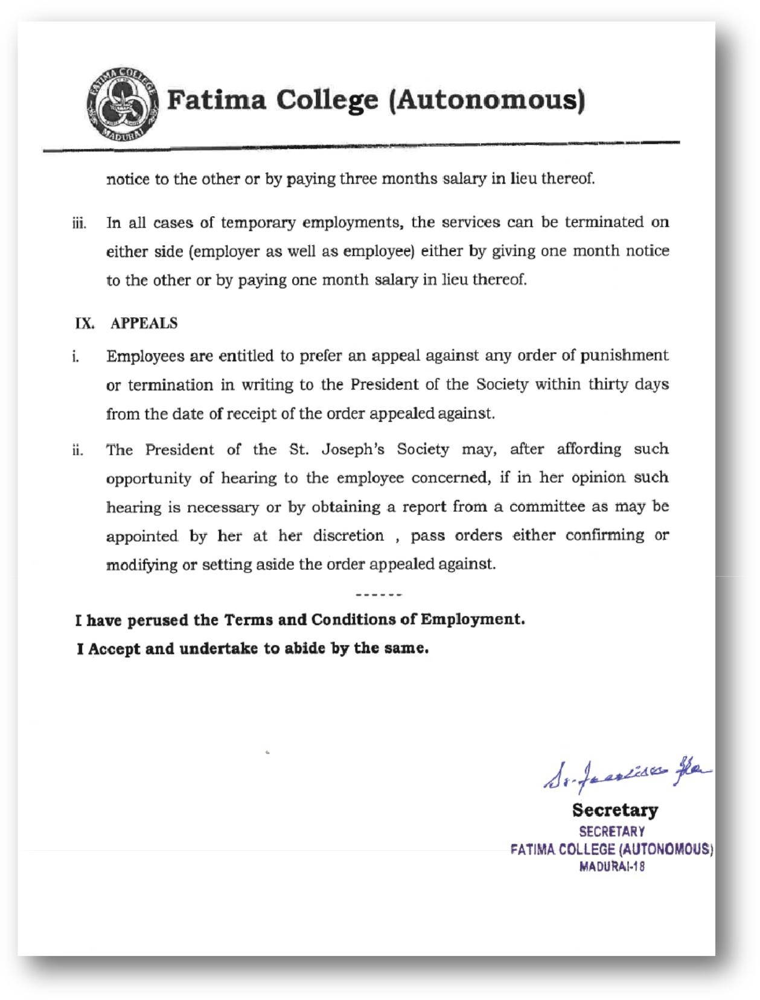 FATIMA COLLEGE
MADURAI
Fatima College (Autonomous)
notice to the other or by paying three months salary in lieu thereof.
iii. In all cases of temporary employments, the services can be terminated on
either side (employer as well as employee) either by giving one month notice
to the other or by paying one month salary in lieu thereof.
IX. APPEALS
i. Employees are entitled to prefer an appeal against any order of punishment
or termination in writing to the President of the Society within thirty days
from the date of receipt of the order appealed against.
ii. The President of the St. Joseph's Society may, after affording such
opportunity of hearing to the employee concerned, if in her opinion such
hearing is necessary or by obtaining a report from a committee as may be
appointed by her at her discretion , pass orders either confirming or
modifying or setting aside the order appealed against.
------
I have perused the Terms and Conditions of Employment.
I Accept and undertake to abide by the same.
Sr. Francisca
Secretary
SECRETARY
FATIMA COLLEGE (AUTONOMOUS)
MADURAI-18